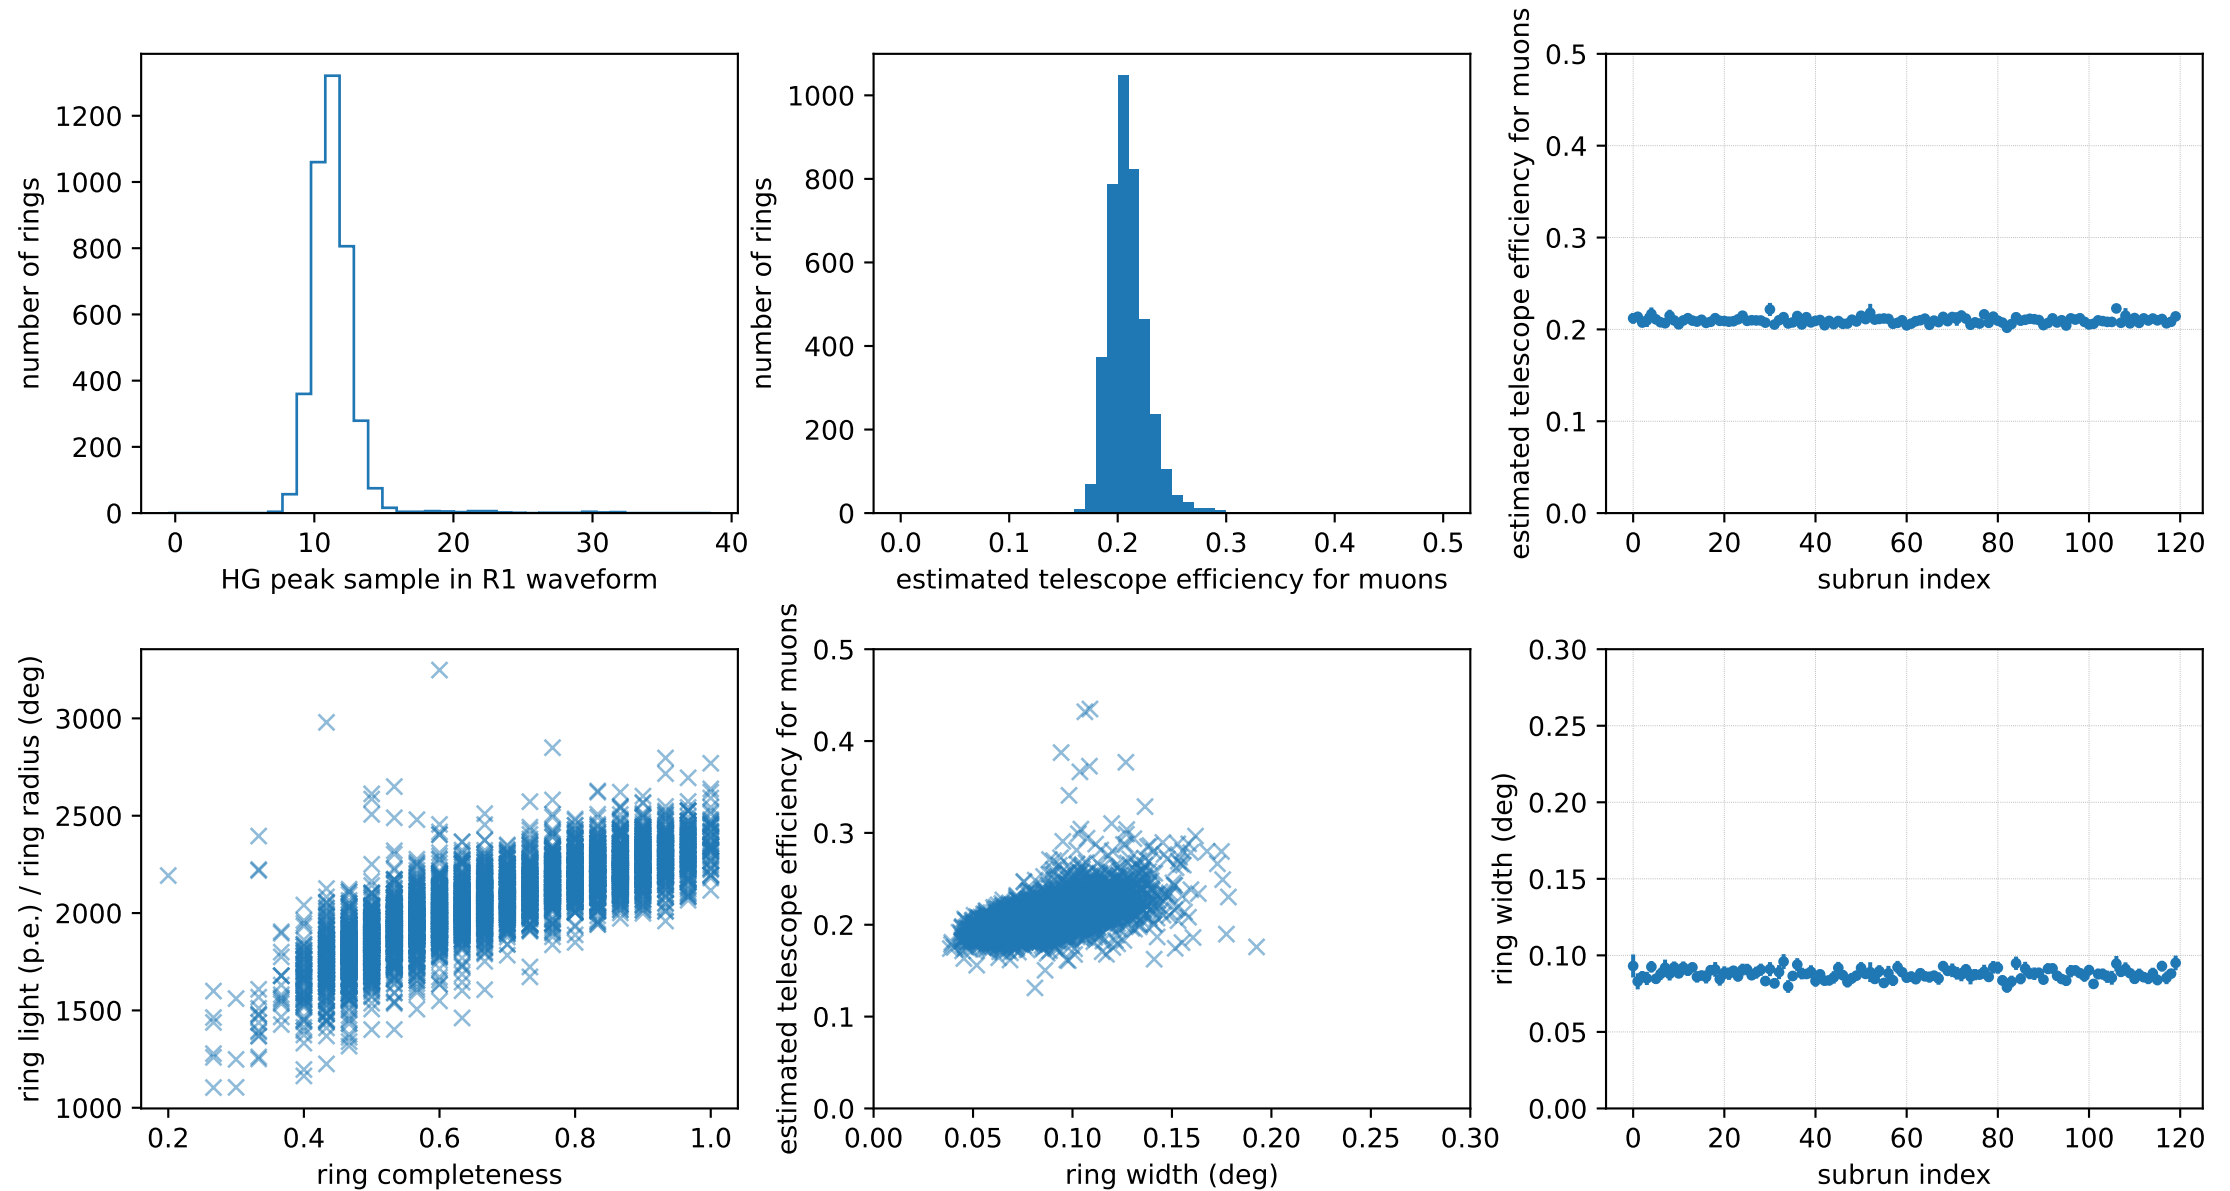 number of rings
1200
1000
800
600
400
200
0
0 10 20 30 40
HG peak sample in R1 waveform
number of rings
1000
800
600
400
200
0
0.0 0.1 0.2 0.3 0.4 0.5
estimated telescope efficiency for muons
estimated telescope efficiency for muons
0.5
0.4
0.3
0.2
0.1
0.0
0 20 40 60 80 100 120
subrun index
ring light (p.e.) / ring radius (deg)
3000
2500
2000
1500
1000
0.2 0.4 0.6 0.8 1.0
ring completeness
estimated telescope efficiency for muons
0.5
0.4
0.3
0.2
0.1
0.0
0.00 0.05 0.10 0.15 0.20 0.25 0.30
ring width (deg)
ring width (deg)
0.30
0.25
0.20
0.15
0.10
0.05
0.00
0 20 40 60 80 100 120
subrun index